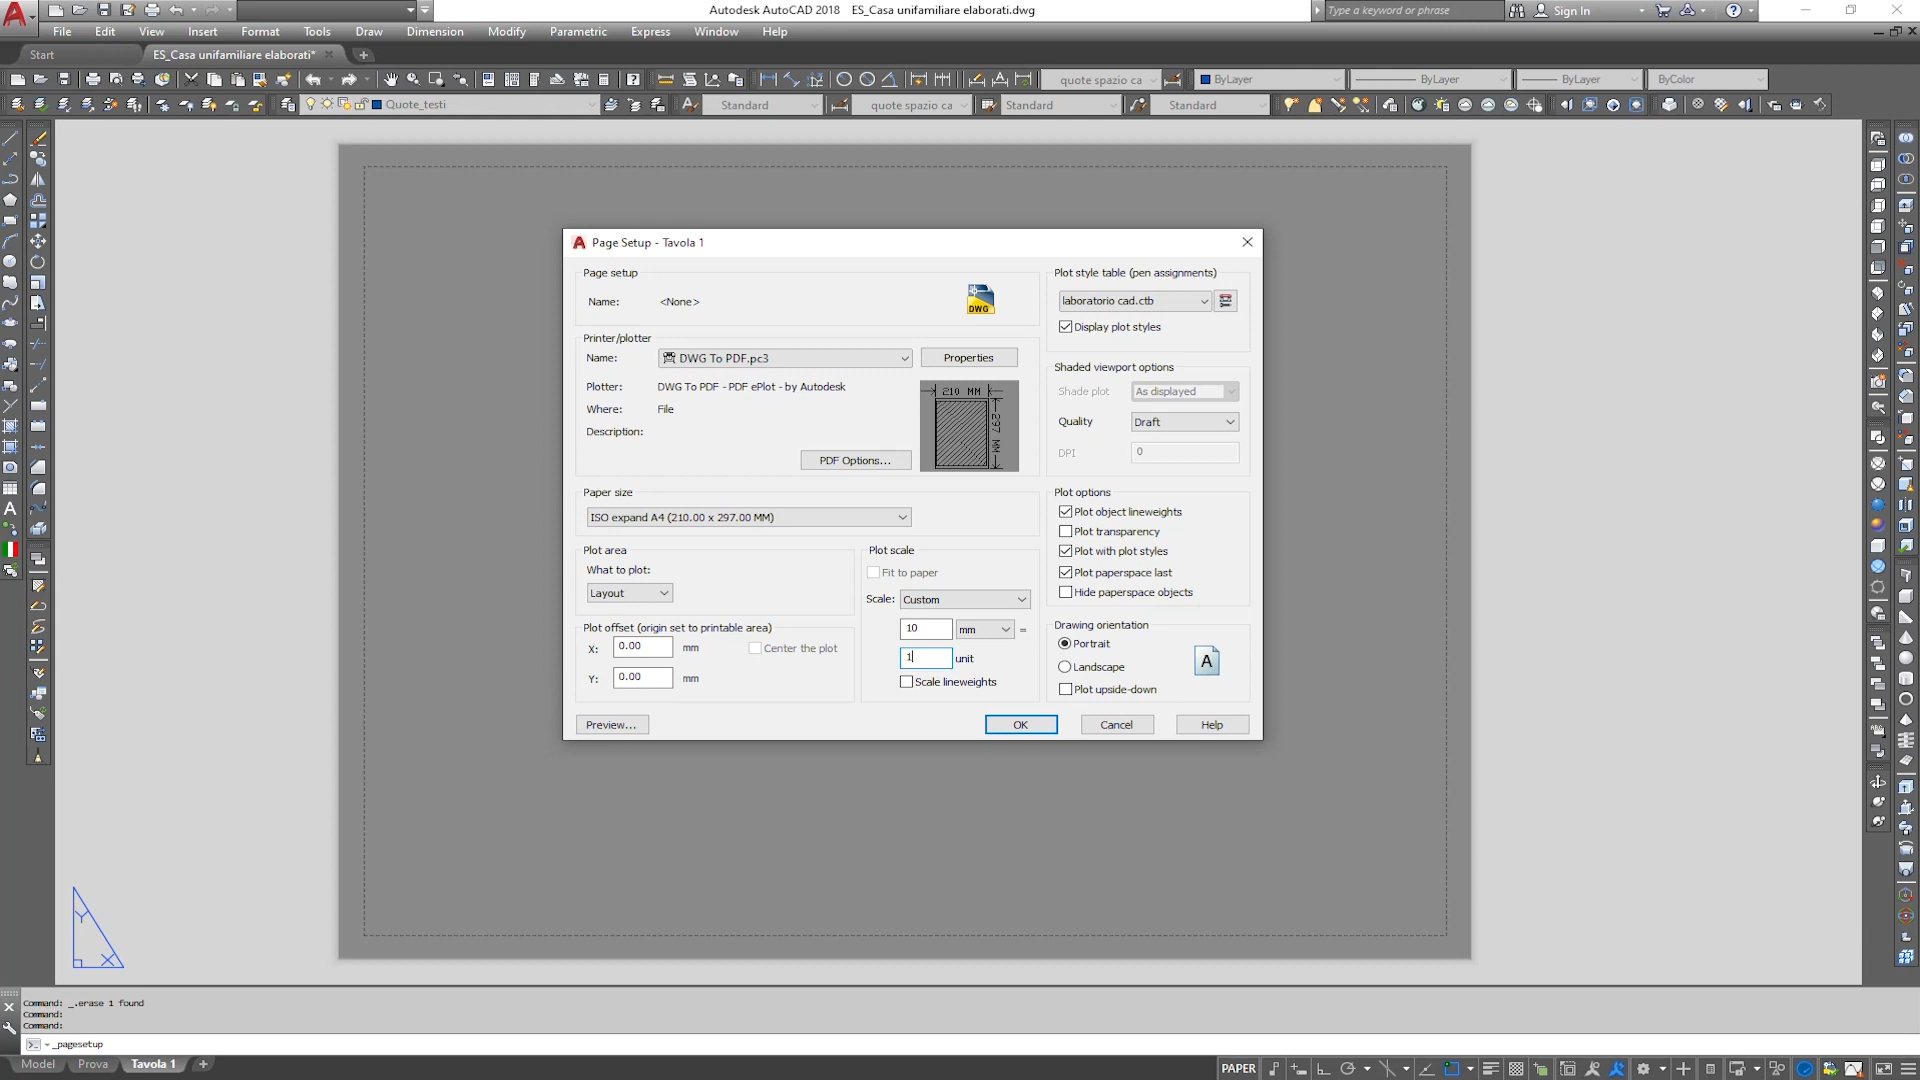 Autodesk AutoCAD 2018 ES_Casa unifamiliare elaborati.dwg
Type a keyword or phrase
Sign In
File Edit View Insert Format Tools Draw Dimension Modify Parametric Express Window Help
Start ES_Casa unifamiliare elaborati*
quote spazio ca ByLayer ByLayer ByLayer ByColor
Quote_testi Standard quote spazio ca Standard Standard
Page Setup - Tavola 1
Page setup
Name: <None>
DWG
Printer/plotter
Name: DWG To PDF.pc3 Properties
Plotter: DWG To PDF - PDF ePlot - by Autodesk
Where: File
Description:
210 MM
297 MM
PDF Options...
Paper size
ISO expand A4 (210.00 x 297.00 MM)
Plot area
What to plot:
Layout
Plot offset (origin set to printable area)
X: 0.00 mm Center the plot
Y: 0.00 mm
Plot scale
Fit to paper
Scale: Custom
10 mm =
1 unit
Scale lineweights
Plot style table (pen assignments)
laboratorio cad.ctb
Display plot styles
Shaded viewport options
Shade plot As displayed
Quality Draft
DPI 0
Plot options
Plot object lineweights
Plot transparency
Plot with plot styles
Plot paperspace last
Hide paperspace objects
Drawing orientation
Portrait
Landscape
Plot upside-down
A
Preview... OK Cancel Help
Y
X
Command: _.erase 1 found
Command:
Command:
_pagesetup
Model Prova Tavola 1
PAPER